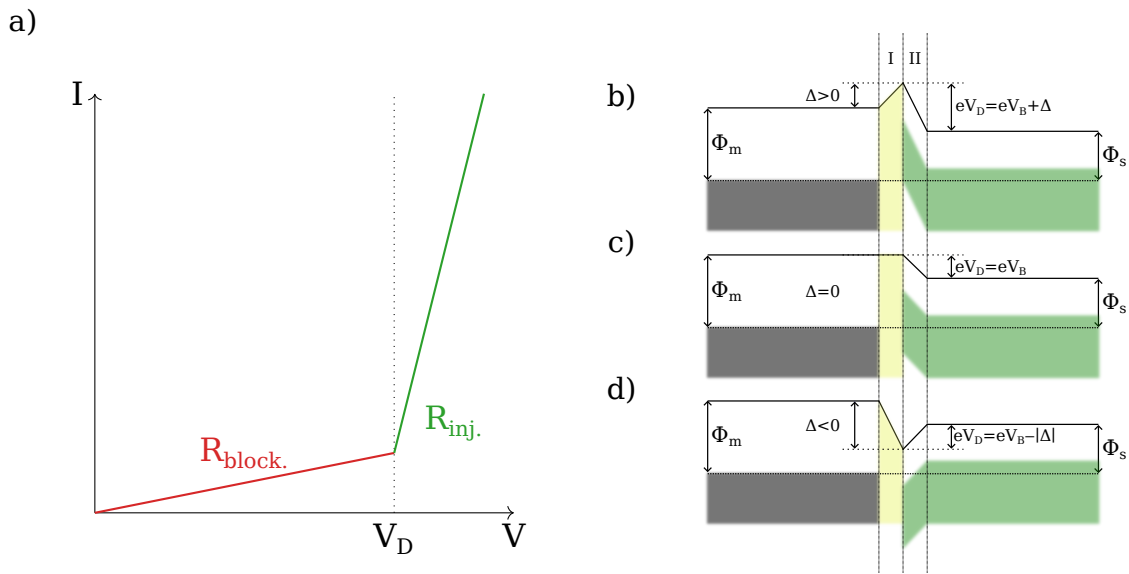 a)
I
R_block.
R_inj.
V_D
V
I II
b)
Δ>0
eV_D=eV_B+Δ
Φ_m
Φ_s
c)
eV_D=eV_B
Φ_m
Δ=0
Φ_s
d)
Δ<0
eV_D=eV_B−|Δ|
Φ_m
Φ_s